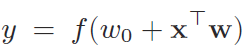 y = f(w₀ + x⊤w)